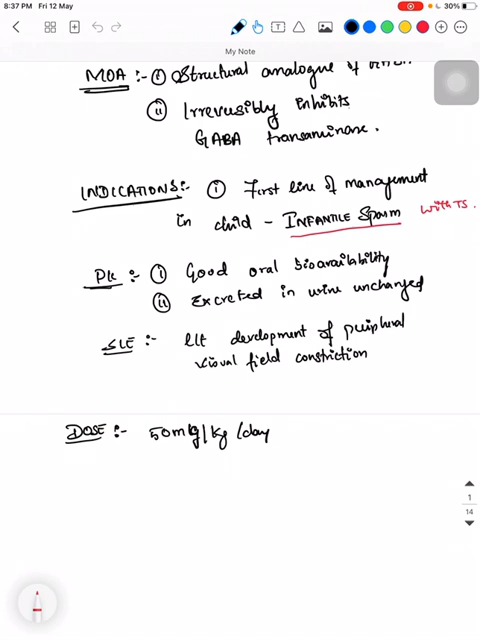 8:37 PM Fri 12 May
30%
My Note
MOA :- (i) Structural analogue of
(ii) Irreversibly inhibits
GABA transaminase.
INDICATIONS:- (i) First line of management
in child - INFANTILE Spasm with TS.
PK :- (i) Good oral bioavailability
(ii) Excreted in urine unchanged
S/E :- development of peripheral
visual field constriction
DOSE :- 50mg/kg/day
1
14